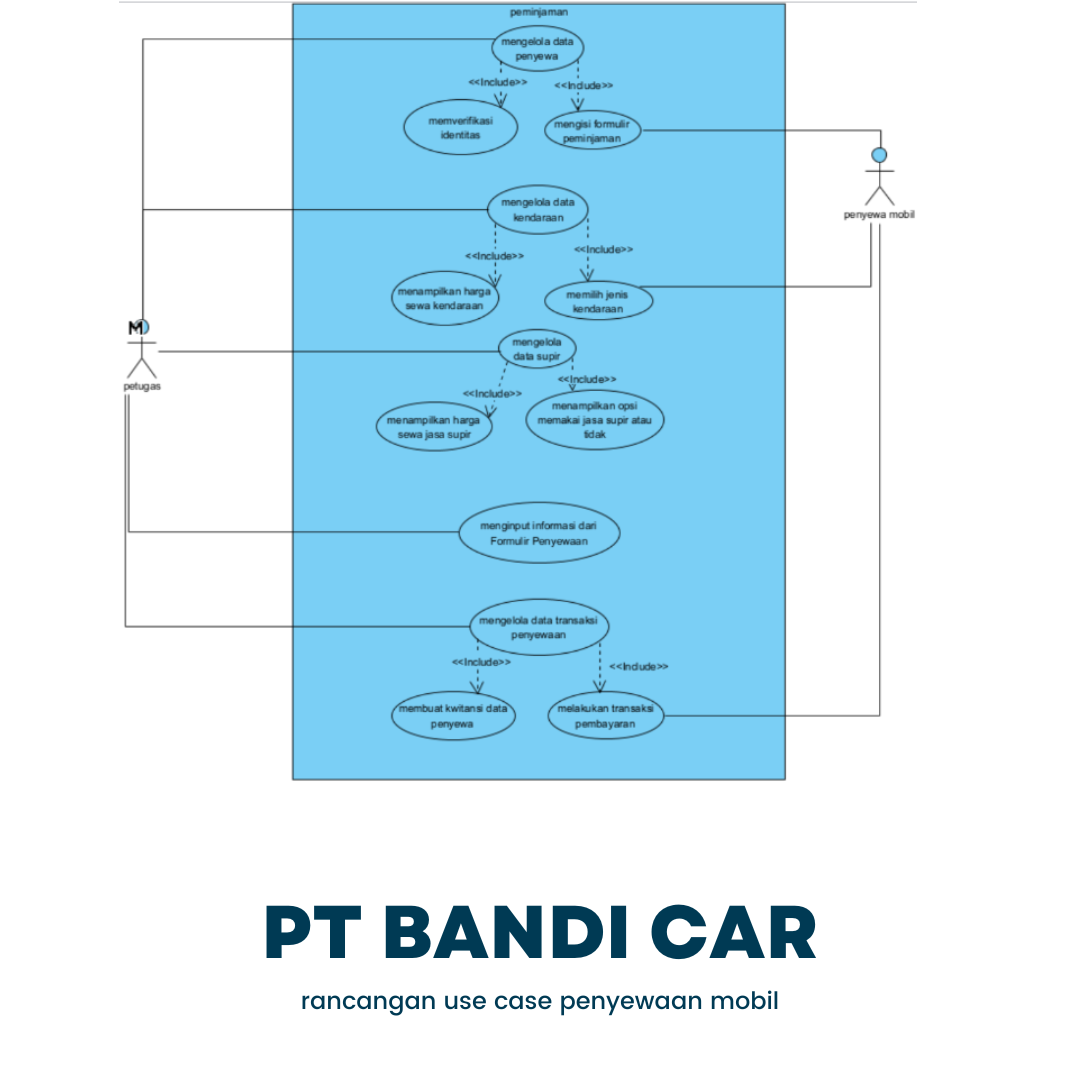 peminjaman
mengelola data
penyewa
<<Include>>
<<Include>>
memverifikasi
identitas
mengisi formulir
peminjaman
penyewa mobil
mengelola data
kendaraan
<<Include>>
<<Include>>
menampilkan harga
sewa kendaraan
memilih jenis
kendaraan
M
petugas
mengelola
data supir
<<Include>>
<<Include>>
menampilkan harga
sewa jasa supir
menampilkan opsi
memakai jasa supir atau
tidak
menginput informasi dari
Formulir Penyewaan
mengelola data transaksi
penyewaan
<<Include>>
<<Include>>
membuat kwitansi data
penyewa
melakukan transaksi
pembayaran
PT BANDI CAR
rancangan use case penyewaan mobil